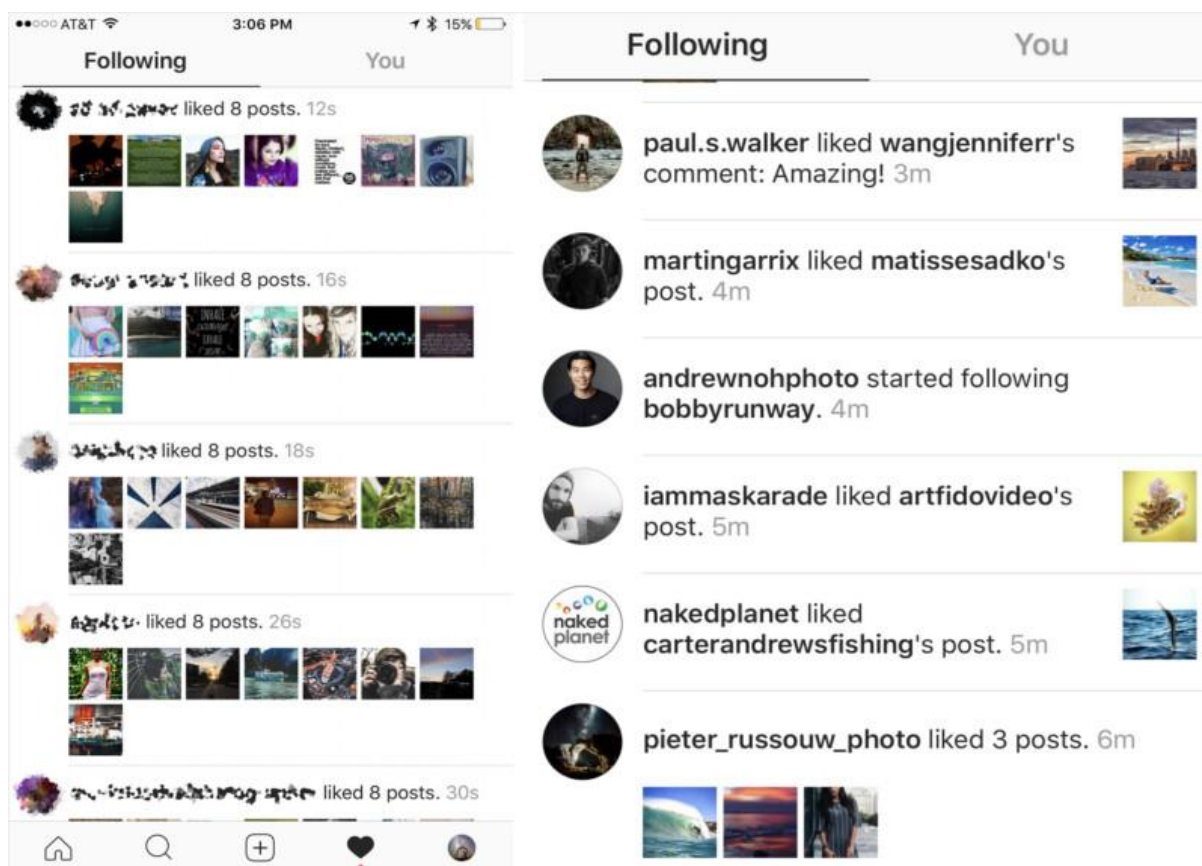 AT&T 3:06 PM 15%
Following You
liked 8 posts. 12s
liked 8 posts. 16s
INHALE
EXHALE
liked 8 posts. 18s
liked 8 posts. 26s
liked 8 posts. 30s
Following You
paul.s.walker liked wangjenniferr's
comment: Amazing! 3m
martingarrix liked matissesadko's
post. 4m
andrewnohphoto started following
bobbyrunway. 4m
iammaskarade liked artfidovideo's
post. 5m
naked
planet
nakedplanet liked
carterandrewsfishing's post. 5m
pieter_russouw_photo liked 3 posts. 6m